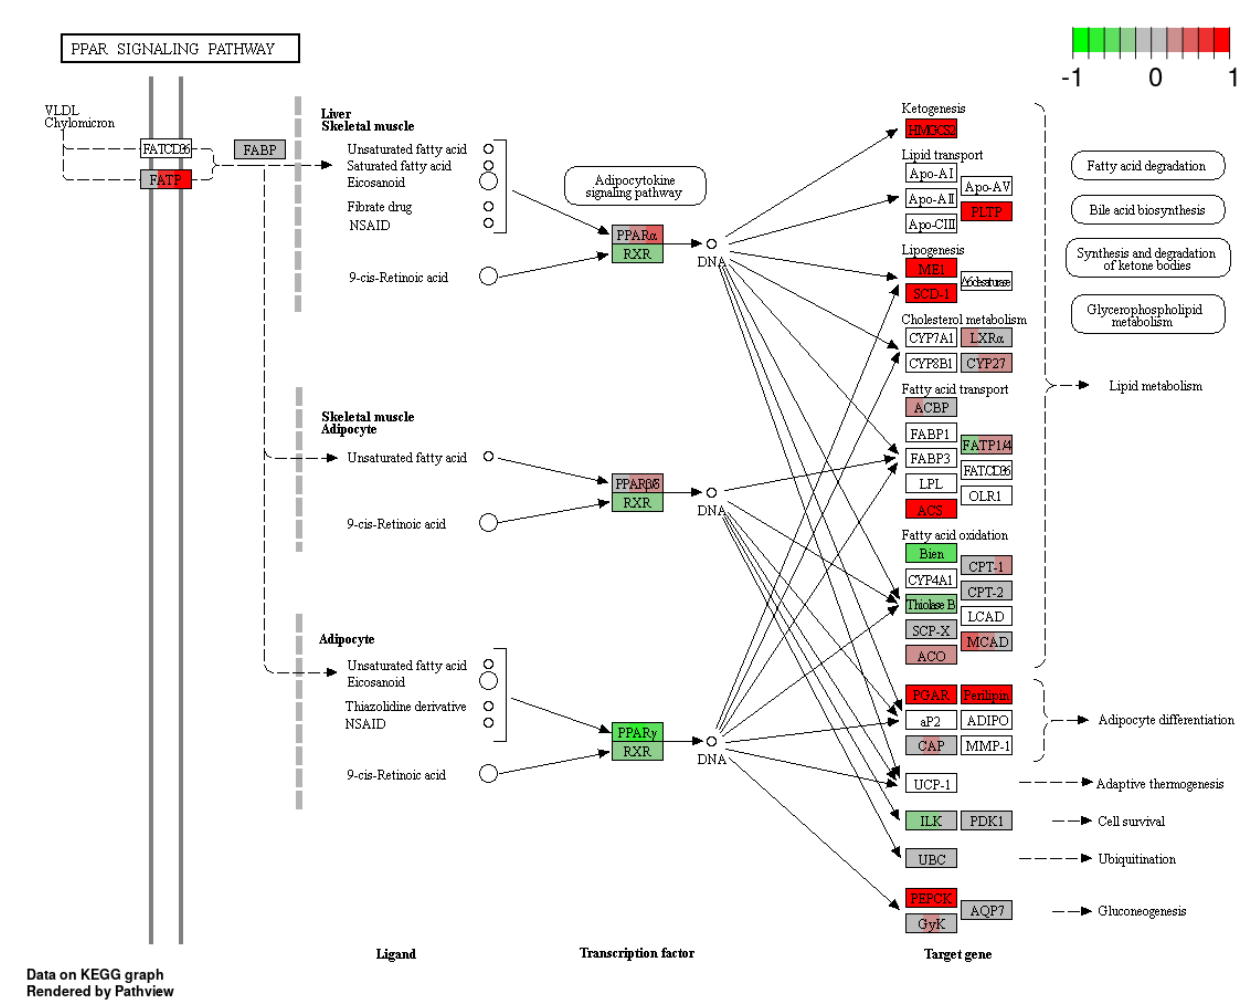 PPAR SIGNALING PATHWAY
-1 0 1
VLDL
Chylomicron
FATCD36
FATP
FABP
Liver
Skeletal muscle
Unsaturated fatty acid
Saturated fatty acid
Eicosanoid
Fibrate drug
NSAID
9-cis-Retinoic acid
Adipocytokine
signaling pathway
PPARα
RXR
DNA
Skeletal muscle
Adipocyte
Unsaturated fatty acid
9-cis-Retinoic acid
PPARβ/δ
RXR
DNA
Adipocyte
Unsaturated fatty acid
Eicosanoid
Thiazolidine derivative
NSAID
9-cis-Retinoic acid
PPARγ
RXR
DNA
Ketogenesis
HMGCS2
Lipid transport
Apo-AI
Apo-AV
Apo-AII
PLTP
Apo-CIII
Lipogenesis
ME1
Δ6desaturase
SCD-1
Cholesterol metabolism
CYP7A1 LXRα
CYP8B1 CYP27
Fatty acid transport
ACBP
FABP1
FATP1/4
FABP3
FATCD36
LPL
OLR1
ACS
Fatty acid oxidation
Bien
CPT-1
CYP4A1
CPT-2
Thiolase B
LCAD
SCP-X
MCAD
ACO
PGAR Perilipin
aP2 ADIPO
CAP MMP-1
UCP-1
ILK PDK1
UBC
PEPCK
AQP7
GyK
Fatty acid degradation
Bile acid biosynthesis
Synthesis and degradation
of ketone bodies
Glycerophospholipid
metabolism
Lipid metabolism
Adipocyte differentiation
Adaptive thermogenesis
Cell survival
Ubiquitination
Gluconeogenesis
Ligand Transcription factor Target gene
Data on KEGG graph
Rendered by Pathview